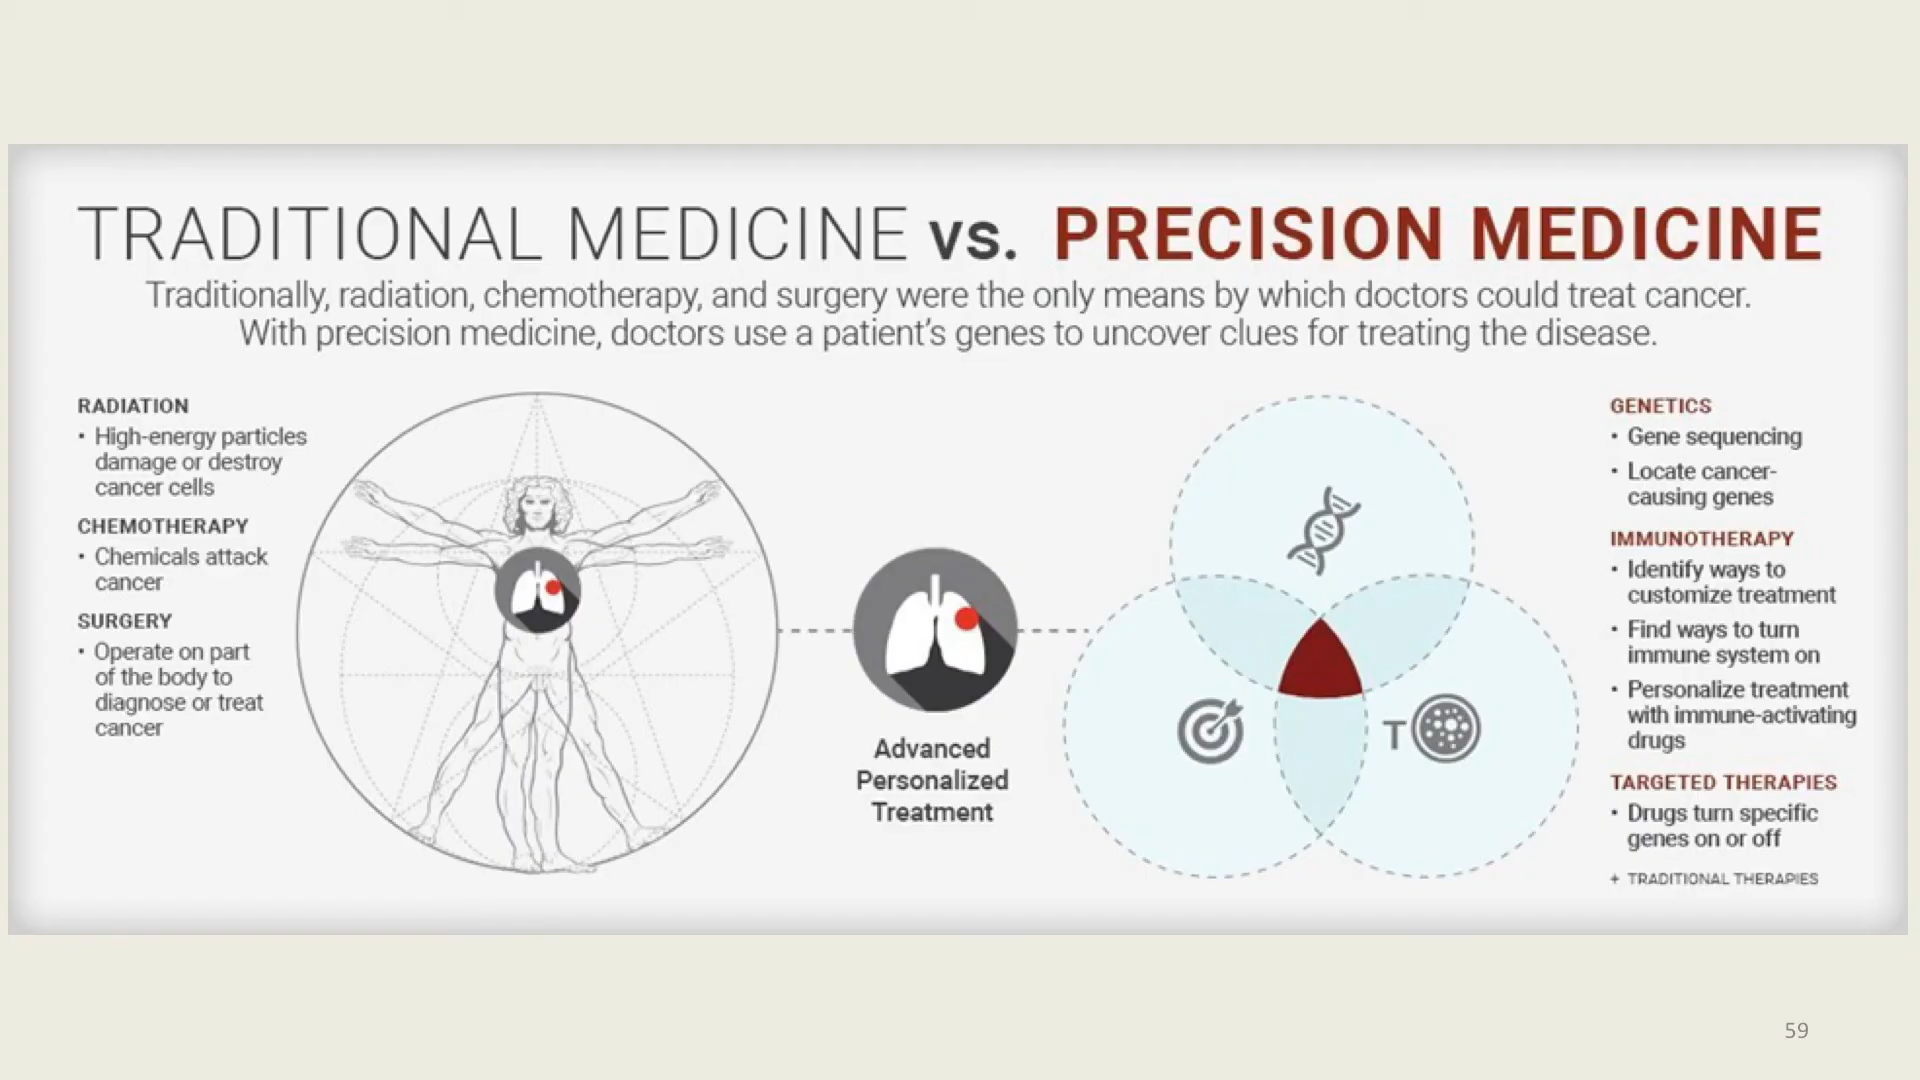 TRADITIONAL MEDICINE vs. PRECISION MEDICINE
Traditionally, radiation, chemotherapy, and surgery were the only means by which doctors could treat cancer.
With precision medicine, doctors use a patient's genes to uncover clues for treating the disease.
RADIATION
• High-energy particles
damage or destroy
cancer cells
CHEMOTHERAPY
• Chemicals attack
cancer
SURGERY
• Operate on part
of the body to
diagnose or treat
cancer
Advanced
Personalized
Treatment
T
GENETICS
• Gene sequencing
• Locate cancer-
causing genes
IMMUNOTHERAPY
• Identify ways to
customize treatment
• Find ways to turn
immune system on
• Personalize treatment
with immune-activating
drugs
TARGETED THERAPIES
• Drugs turn specific
genes on or off
+ TRADITIONAL THERAPIES
59